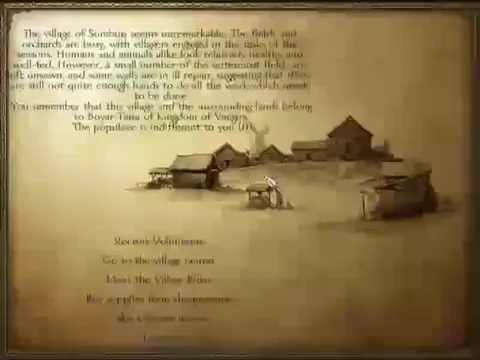 The village of Sumbuja seems unremarkable. The fields and
orchards are busy, with villagers engaged in the tasks of the
seasons. Humans and animals alike look relatively healthy and
well-fed. However, a small number of the outermost fields are
left unsown, and some walls are in ill repair, suggesting that there
are still not quite enough hands to do all the work which needs
to be done
You remember that this village and the surrounding lands belong
to Boyar of Kingdom of Vaegirs.
The populace is indifferent to you
Recruit Volunteers.
Go to the village center.
Meet the Village Elder.
Buy supplies from the peasants.